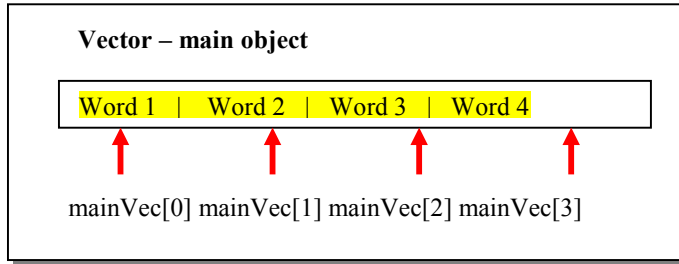 Vector – main object
Word 1 | Word 2 | Word 3 | Word 4
mainVec[0] mainVec[1] mainVec[2] mainVec[3]